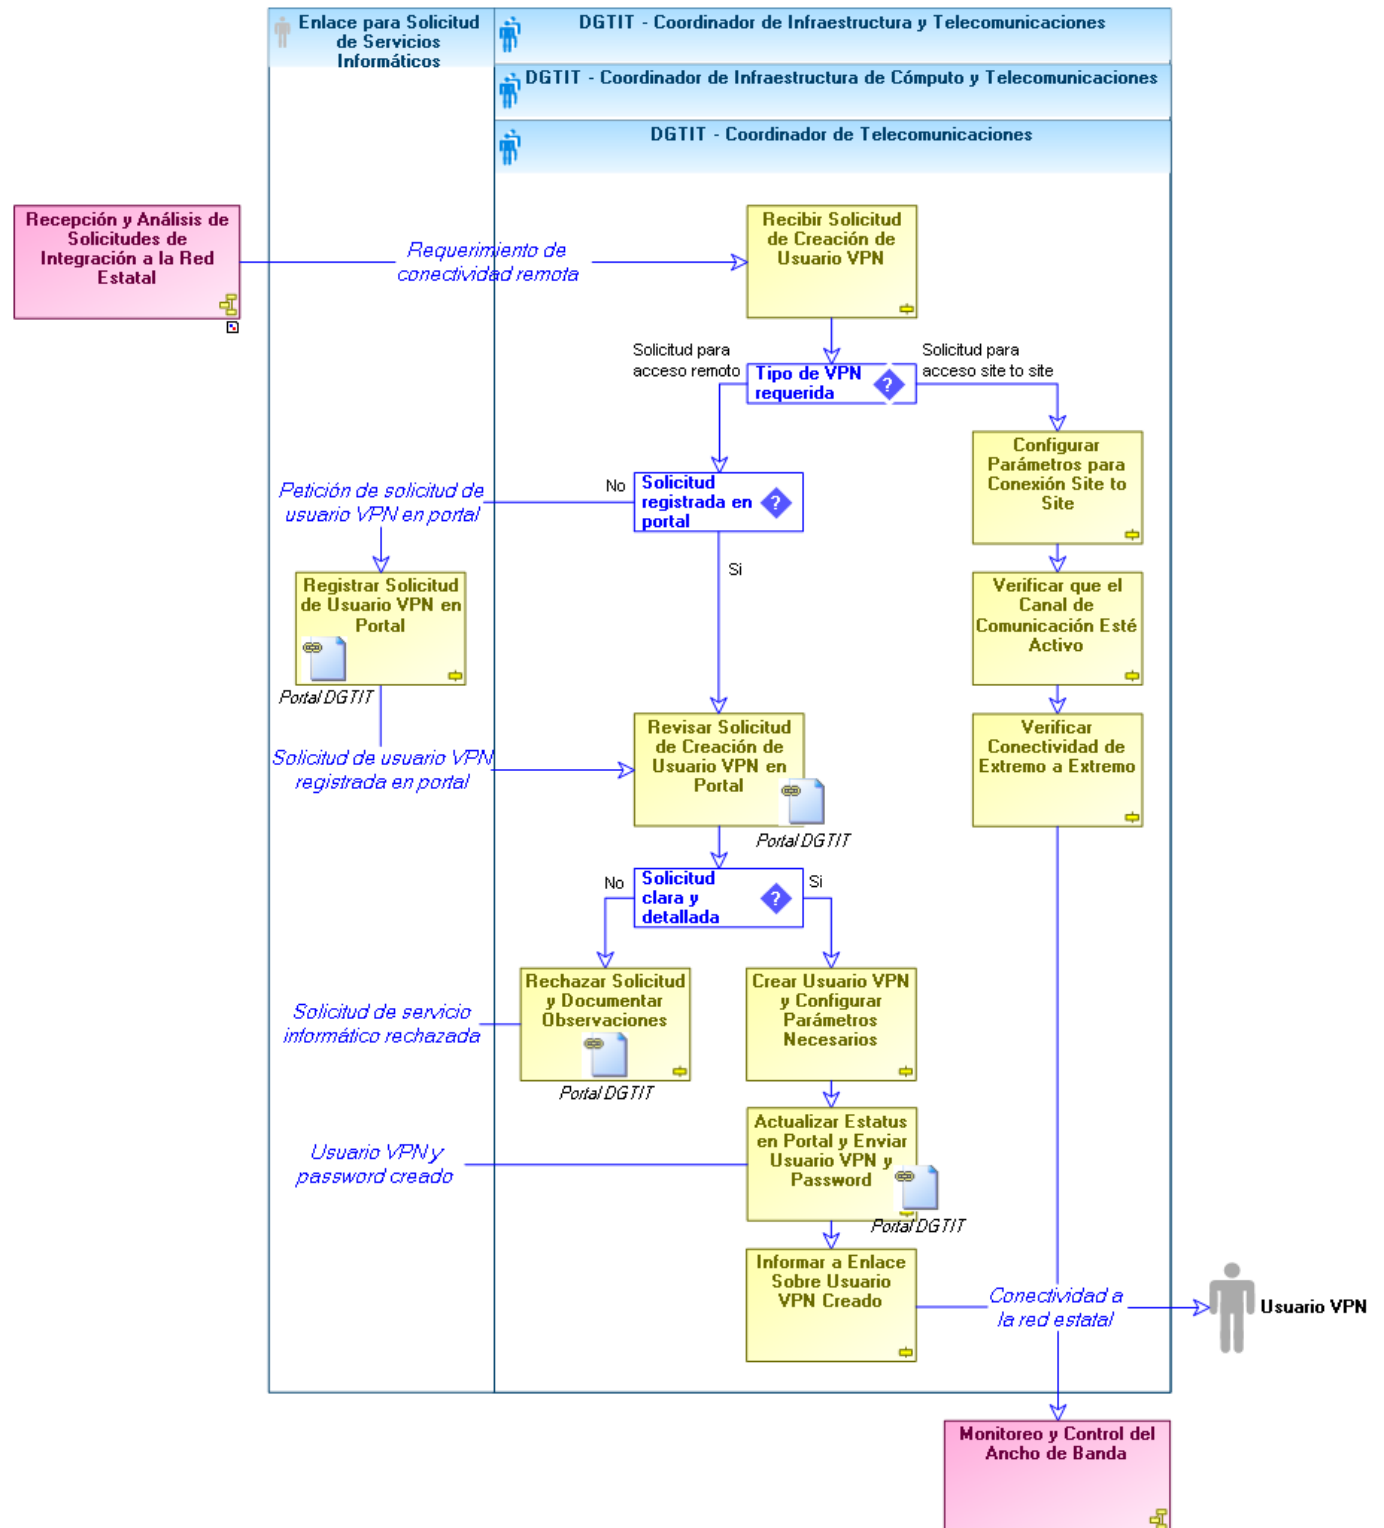 Enlace para Solicitud
de Servicios
Informáticos
DGTIT - Coordinador de Infraestructura y Telecomunicaciones
DGTIT - Coordinador de Infraestructura de Cómputo y Telecomunicaciones
DGTIT - Coordinador de Telecomunicaciones
Recepción y Análisis de
Solicitudes de
Integración a la Red
Estatal
Requerimiento de
conectividad remota
Recibir Solicitud
de Creación de
Usuario VPN
Solicitud para
acceso remoto
Tipo de VPN
requerida
?
Solicitud para
acceso site to site
Configurar
Parámetros para
Conexión Site to
Site
Petición de solicitud de
usuario VPN en portal
No
Solicitud
registrada en
portal
?
Si
Registrar Solicitud
de Usuario VPN en
Portal
Portal DGTIT
Verificar que el
Canal de
Comunicación Esté
Activo
Solicitud de usuario VPN
registrada en portal
Revisar Solicitud
de Creación de
Usuario VPN en
Portal
Portal DGTIT
Verificar
Conectividad de
Extremo a Extremo
No
Solicitud
clara y
detallada
?
Si
Solicitud de servicio
informático rechazada
Rechazar Solicitud
y Documentar
Observaciones
Portal DGTIT
Crear Usuario VPN
y Configurar
Parámetros
Necesarios
Usuario VPN y
password creado
Actualizar Estatus
en Portal y Enviar
Usuario VPN y
Password
Portal DGTIT
Informar a Enlace
Sobre Usuario
VPN Creado
Conectividad a
la red estatal
Usuario VPN
Monitoreo y Control del
Ancho de Banda